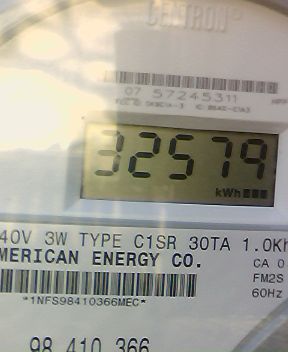 CENTRON®
07 57245311
32579
kWh
40V 3W TYPE C1SR 30TA 1.0Kh
MERICAN ENERGY CO.
CA 0
FM2S
60Hz
*1NFS98410366MEC*
98 410 366